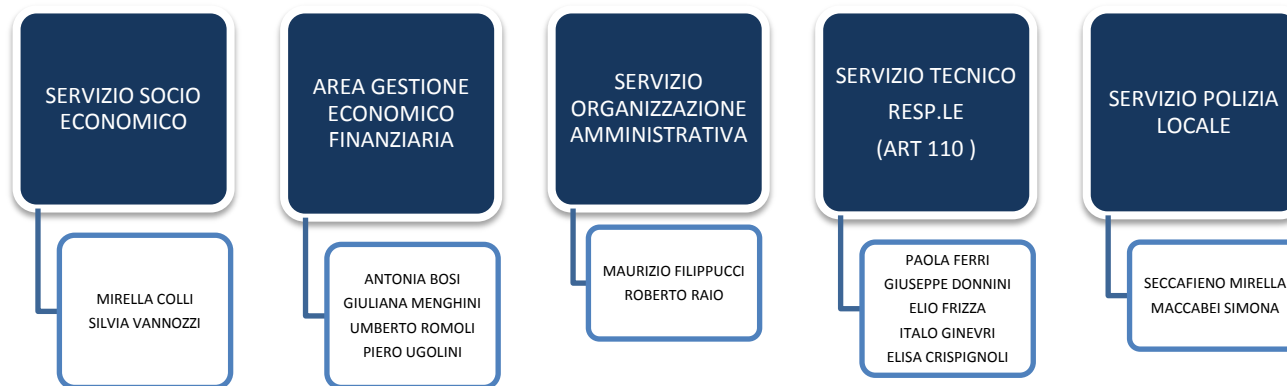 SERVIZIO SOCIO
ECONOMICO
MIRELLA COLLI
SILVIA VANNOZZI
AREA GESTIONE
ECONOMICO
FINANZIARIA
ANTONIA BOSI
GIULIANA MENGHINI
UMBERTO ROMOLI
PIERO UGOLINI
SERVIZIO
ORGANIZZAZIONE
AMMINISTRATIVA
MAURIZIO FILIPPUCCI
ROBERTO RAIO
SERVIZIO TECNICO
RESP.LE
(ART 110 )
PAOLA FERRI
GIUSEPPE DONNINI
ELIO FRIZZA
ITALO GINEVRI
ELISA CRISPIGNOLI
SERVIZIO POLIZIA
LOCALE
SECCAFIENO MIRELLA
MACCABEI SIMONA